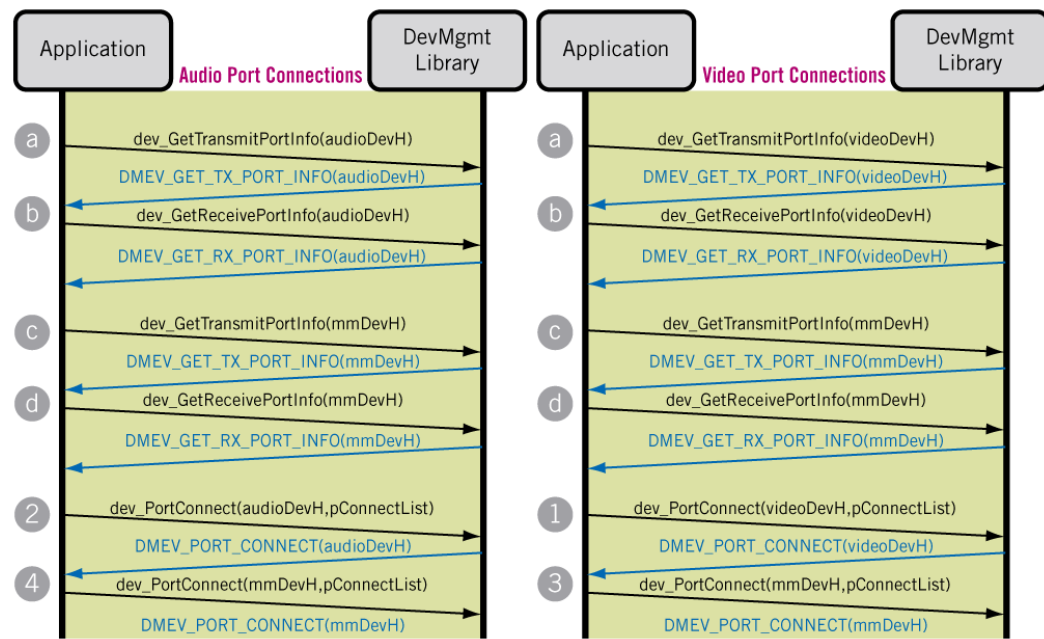 Application
DevMgmt
Library
Audio Port Connections
a
dev_GetTransmitPortInfo(audioDevH)
DMEV_GET_TX_PORT_INFO(audioDevH)
b
dev_GetReceivePortInfo(audioDevH)
DMEV_GET_RX_PORT_INFO(audioDevH)
c
dev_GetTransmitPortInfo(mmDevH)
DMEV_GET_TX_PORT_INFO(mmDevH)
d
dev_GetReceivePortInfo(mmDevH)
DMEV_GET_RX_PORT_INFO(mmDevH)
2
dev_PortConnect(audioDevH,pConnectList)
DMEV_PORT_CONNECT(audioDevH)
4
dev_PortConnect(mmDevH,pConnectList)
DMEV_PORT_CONNECT(mmDevH)
Application
DevMgmt
Library
Video Port Connections
a
dev_GetTransmitPortInfo(videoDevH)
DMEV_GET_TX_PORT_INFO(videoDevH)
b
dev_GetReceivePortInfo(videoDevH)
DMEV_GET_RX_PORT_INFO(videoDevH)
c
dev_GetTransmitPortInfo(mmDevH)
DMEV_GET_TX_PORT_INFO(mmDevH)
d
dev_GetReceivePortInfo(mmDevH)
DMEV_GET_RX_PORT_INFO(mmDevH)
1
dev_PortConnect(videoDevH,pConnectList)
DMEV_PORT_CONNECT(videoDevH)
3
dev_PortConnect(mmDevH,pConnectList)
DMEV_PORT_CONNECT(mmDevH)